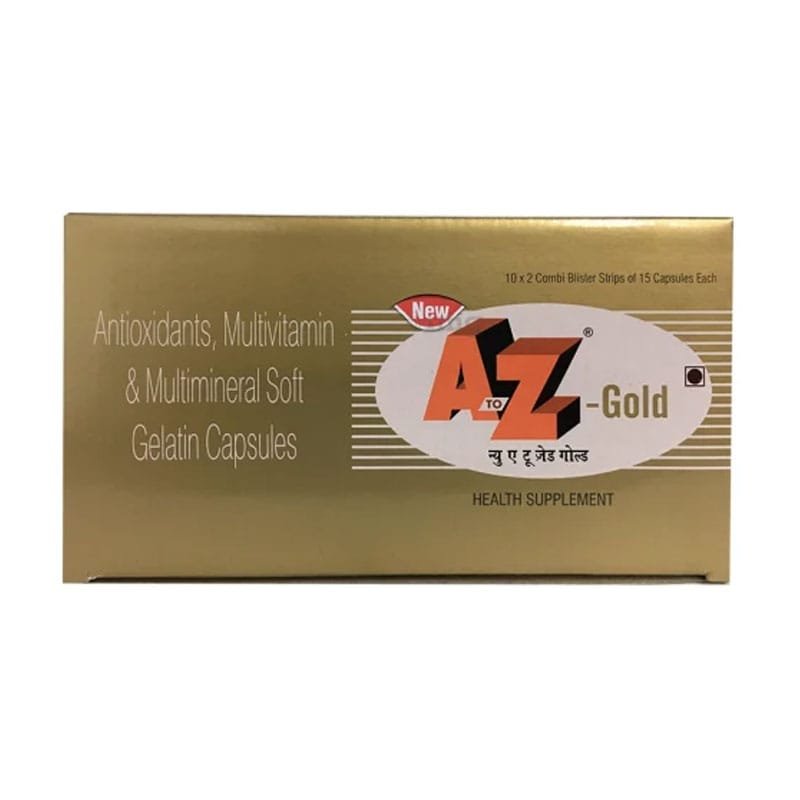 10 x 2 Combi Blister Strips of 15 Capsules Each
Antioxidants, Multivitamin
& Multimineral Soft
Gelatin Capsules
New
A TO Z® -Gold
न्यु ए टू ज़ेड गोल्ड
HEALTH SUPPLEMENT